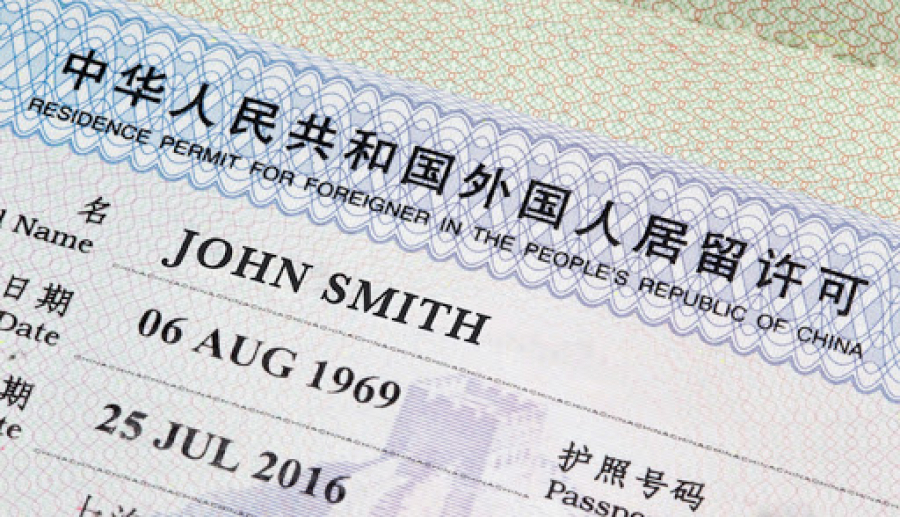 中华人民共和国外国人居留许可
RESIDENCE PERMIT FOR FOREIGNER IN THE PEOPLE'S REPUBLIC OF CHINA
名
Name JOHN SMITH
日期
Date 06 AUG 1969
期
25 JUL 2016
护照号码
上海